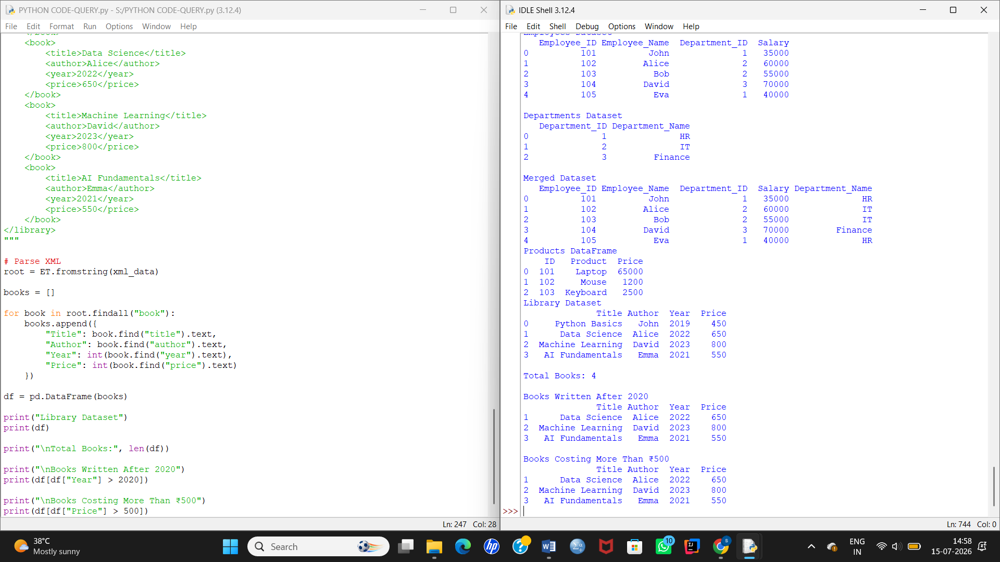 PYTHON CODE-QUERY.py - S:/PYTHON CODE-QUERY.py (3.12.4)
File Edit Format Run Options Window Help
</book>
    <book>
        <title>Data Science</title>
        <author>Alice</author>
        <year>2022</year>
        <price>650</price>
    </book>
    <book>
        <title>Machine Learning</title>
        <author>David</author>
        <year>2023</year>
        <price>800</price>
    </book>
    <book>
        <title>AI Fundamentals</title>
        <author>Emma</author>
        <year>2021</year>
        <price>550</price>
    </book>
</library>
"""
# Parse XML
root = ET.fromstring(xml_data)
books = []
for book in root.findall("book"):
    books.append({
        "Title": book.find("title").text,
        "Author": book.find("author").text,
        "Year": int(book.find("year").text),
        "Price": int(book.find("price").text)
    })
df = pd.DataFrame(books)
print("Library Dataset")
print(df)
print("\nTotal Books:", len(df))
print("\nBooks Written After 2020")
print(df[df["Year"] > 2020])
print("\nBooks Costing More Than ₹500")
print(df[df["Price"] > 500])
Ln: 247 Col: 28
IDLE Shell 3.12.4
File Edit Shell Debug Options Window Help
Employees Dataset
   Employee_ID Employee_Name  Department_ID  Salary
0          101          John              1   35000
1          102         Alice              2   60000
2          103           Bob              2   55000
3          104         David              3   70000
4          105           Eva              1   40000
Departments Dataset
   Department_ID Department_Name
0              1              HR
1              2              IT
2              3         Finance
Merged Dataset
   Employee_ID Employee_Name  Department_ID  Salary Department_Name
0          101          John              1   35000              HR
1          102         Alice              2   60000              IT
2          103           Bob              2   55000              IT
3          104         David              3   70000         Finance
4          105           Eva              1   40000              HR
Products DataFrame
    ID   Product  Price
0  101    Laptop  65000
1  102     Mouse   1200
2  103  Keyboard   2500
Library Dataset
              Title Author  Year  Price
0     Python Basics   John  2019    450
1      Data Science  Alice  2022    650
2  Machine Learning  David  2023    800
3   AI Fundamentals   Emma  2021    550
Total Books: 4
Books Written After 2020
              Title Author  Year  Price
1      Data Science  Alice  2022    650
2  Machine Learning  David  2023    800
3   AI Fundamentals   Emma  2021    550
Books Costing More Than ₹500
              Title Author  Year  Price
1      Data Science  Alice  2022    650
2  Machine Learning  David  2023    800
3   AI Fundamentals   Emma  2021    550
>>>
Ln: 744 Col: 0
38°C
Mostly sunny
Search
hp
10
S
ENG
IN
14:58
15-07-2026